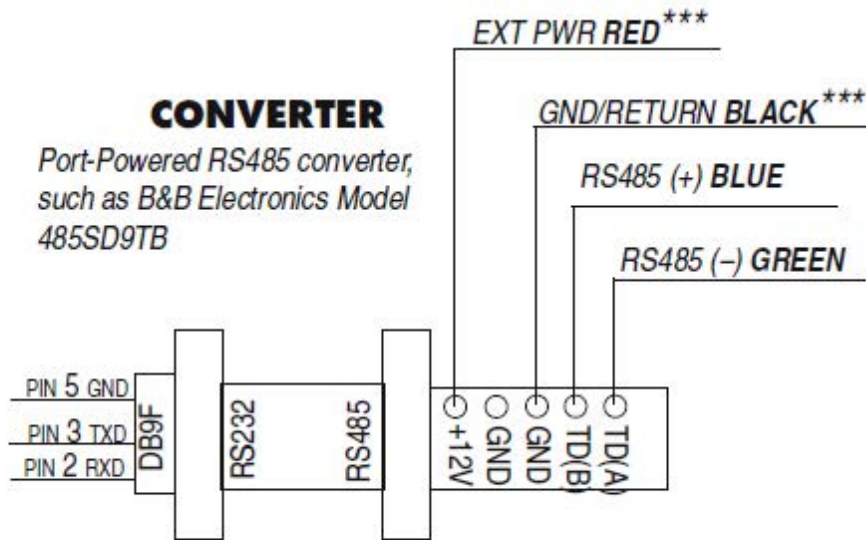 EXT PWR RED***
CONVERTER
GND/RETURN BLACK***
Port-Powered RS485 converter,
such as B&B Electronics Model
485SD9TB
RS485 (+) BLUE
RS485 (–) GREEN
PIN 5 GND
PIN 3 TXD
PIN 2 RXD
DB9F
RS232
RS485
+12V
GND
GND
TD(B)
TD(A)